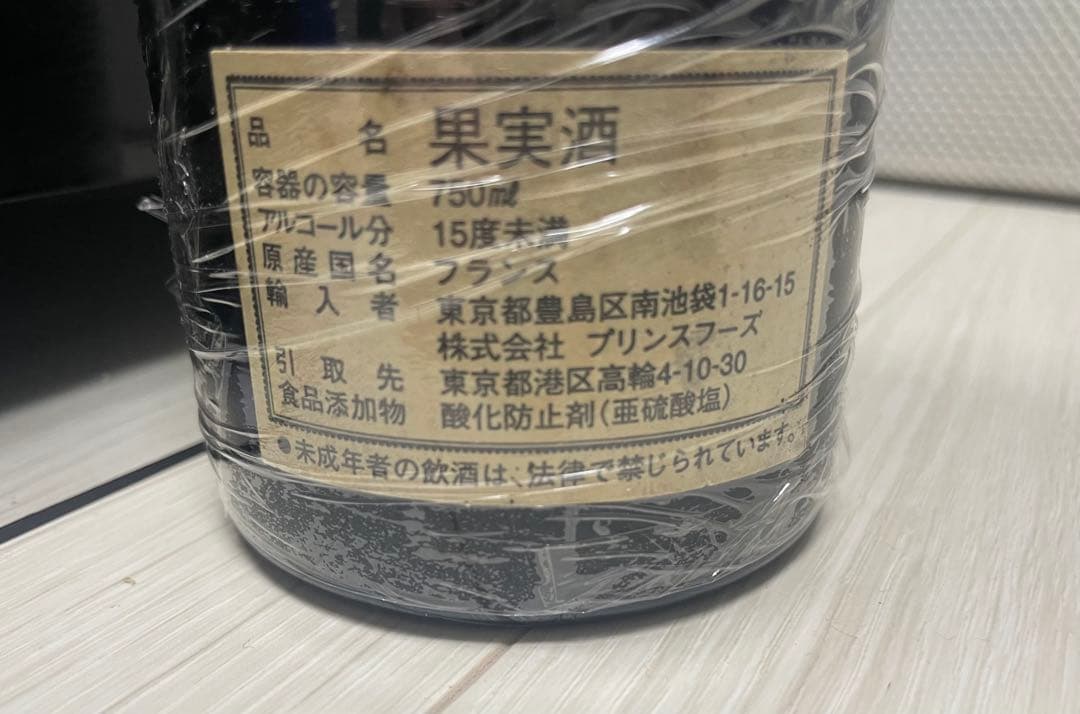 品名 果実酒
容器の容量 750㎖
アルコール分 15度未満
原産国名 フランス
輸入者 東京都豊島区南池袋1-16-15
株式会社 プリンスフーズ
引取先 東京都港区高輪4-10-30
食品添加物 酸化防止剤(亜硫酸塩)
●未成年者の飲酒は、法律で禁じられています。